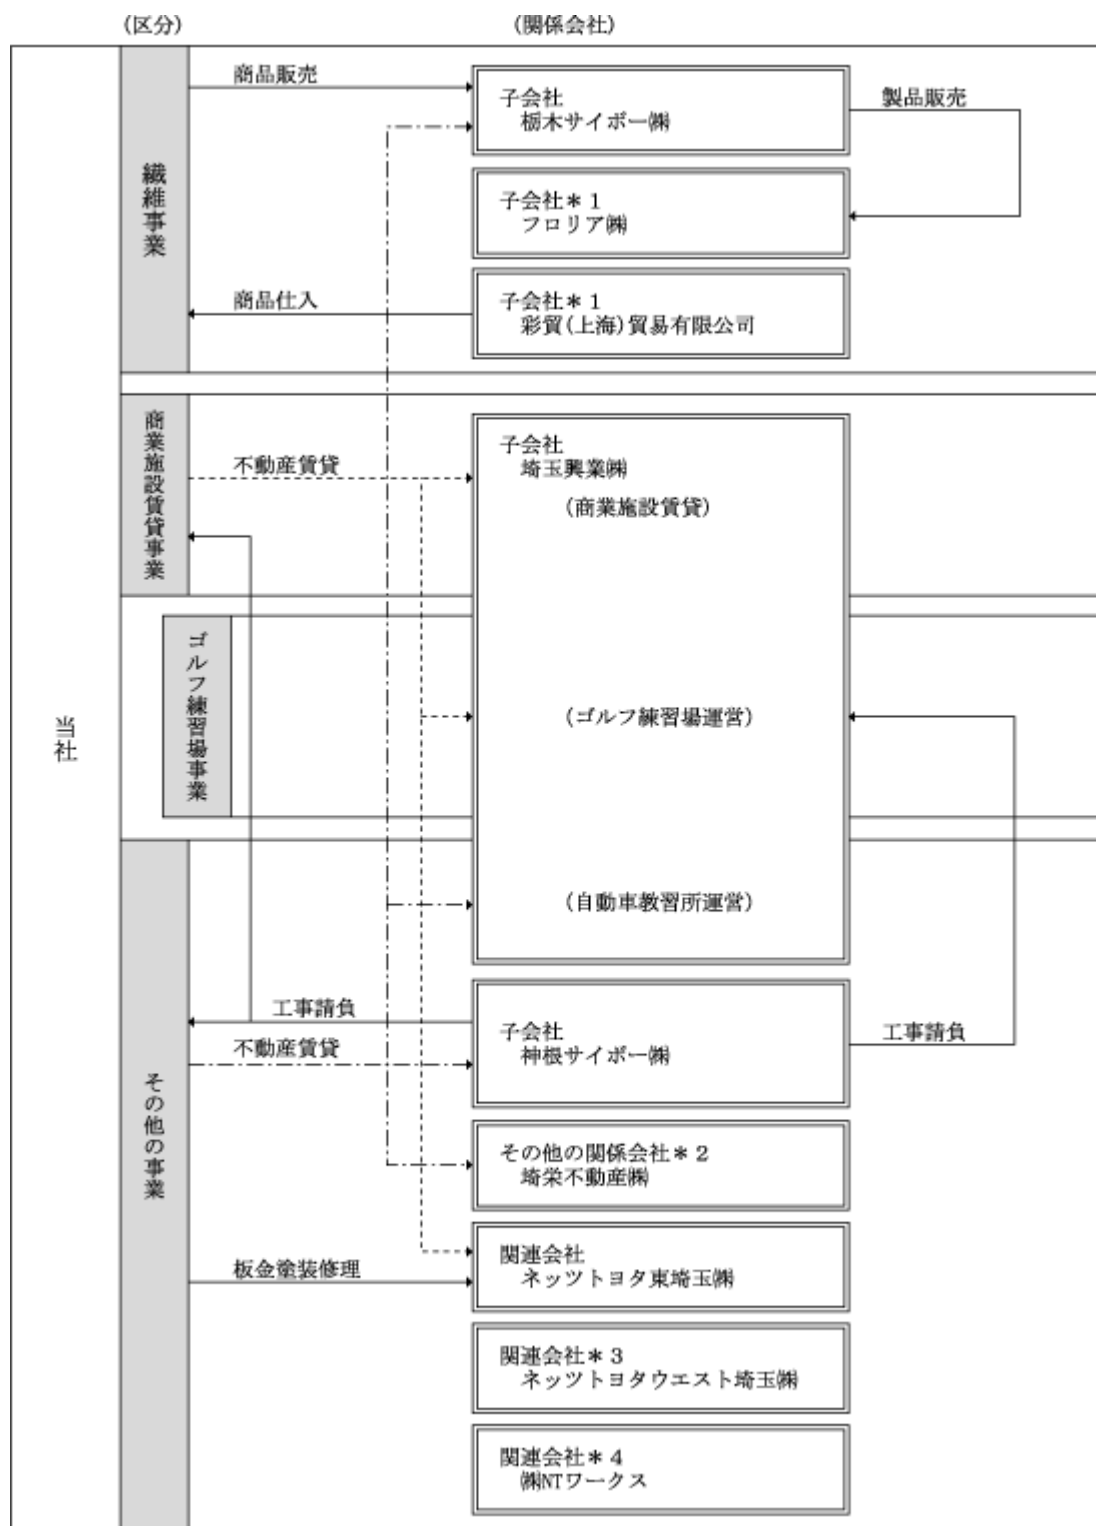 (区分)
(関係会社)
当社
繊維事業
商品販売
子会社
栃木サイボー㈱
製品販売
子会社＊1
フロリア㈱
商品仕入
子会社＊1
彩貿(上海)貿易有限公司
商業施設賃貸事業
不動産賃貸
子会社
埼玉興業㈱
(商業施設賃貸)
ゴルフ練習場事業
(ゴルフ練習場運営)
(自動車教習所運営)
その他の事業
工事請負
不動産賃貸
子会社
神根サイボー㈱
工事請負
その他の関係会社＊2
埼栄不動産㈱
板金塗装修理
関連会社
ネッツトヨタ東埼玉㈱
関連会社＊3
ネッツトヨタウエスト埼玉㈱
関連会社＊4
㈱NTワークス